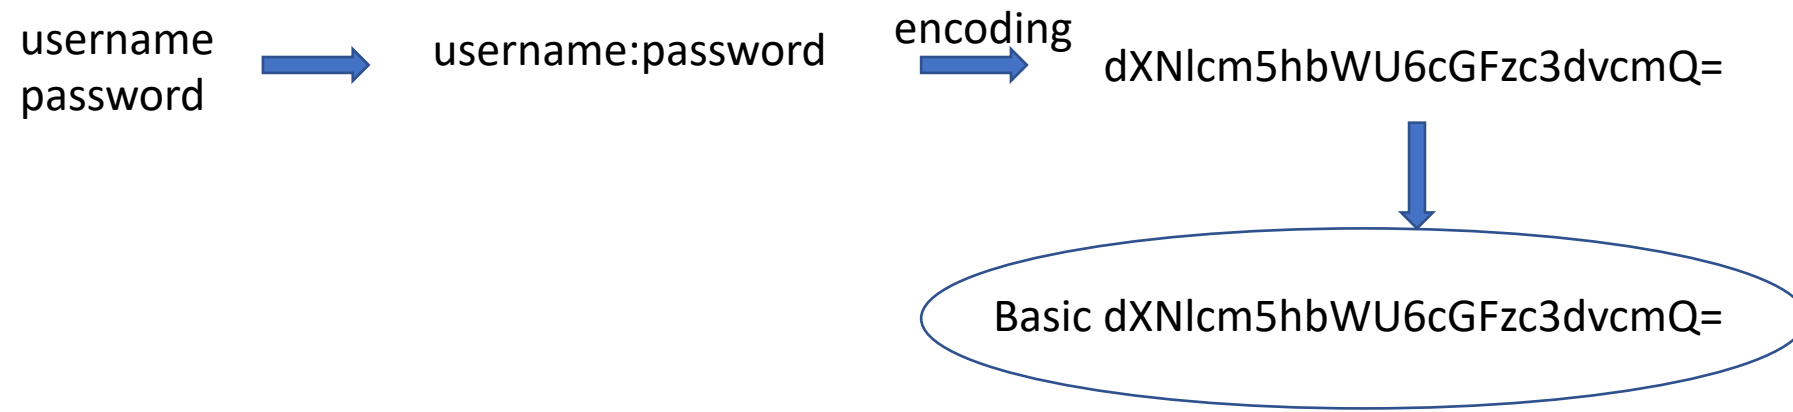 username
password
username:password
encoding
dXNlcm5hbWU6cGFzc3dvcmQ=
Basic dXNlcm5hbWU6cGFzc3dvcmQ=